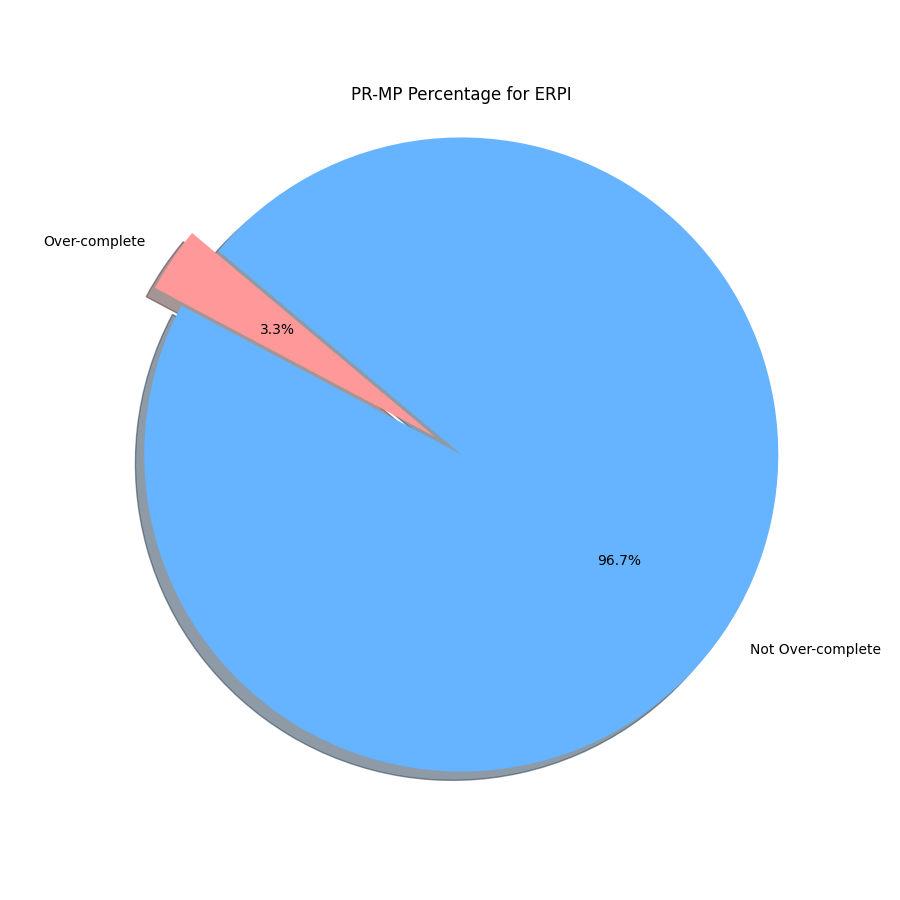 PR-MP Percentage for ERPI
Over-complete
3.3%
96.7%
Not Over-complete